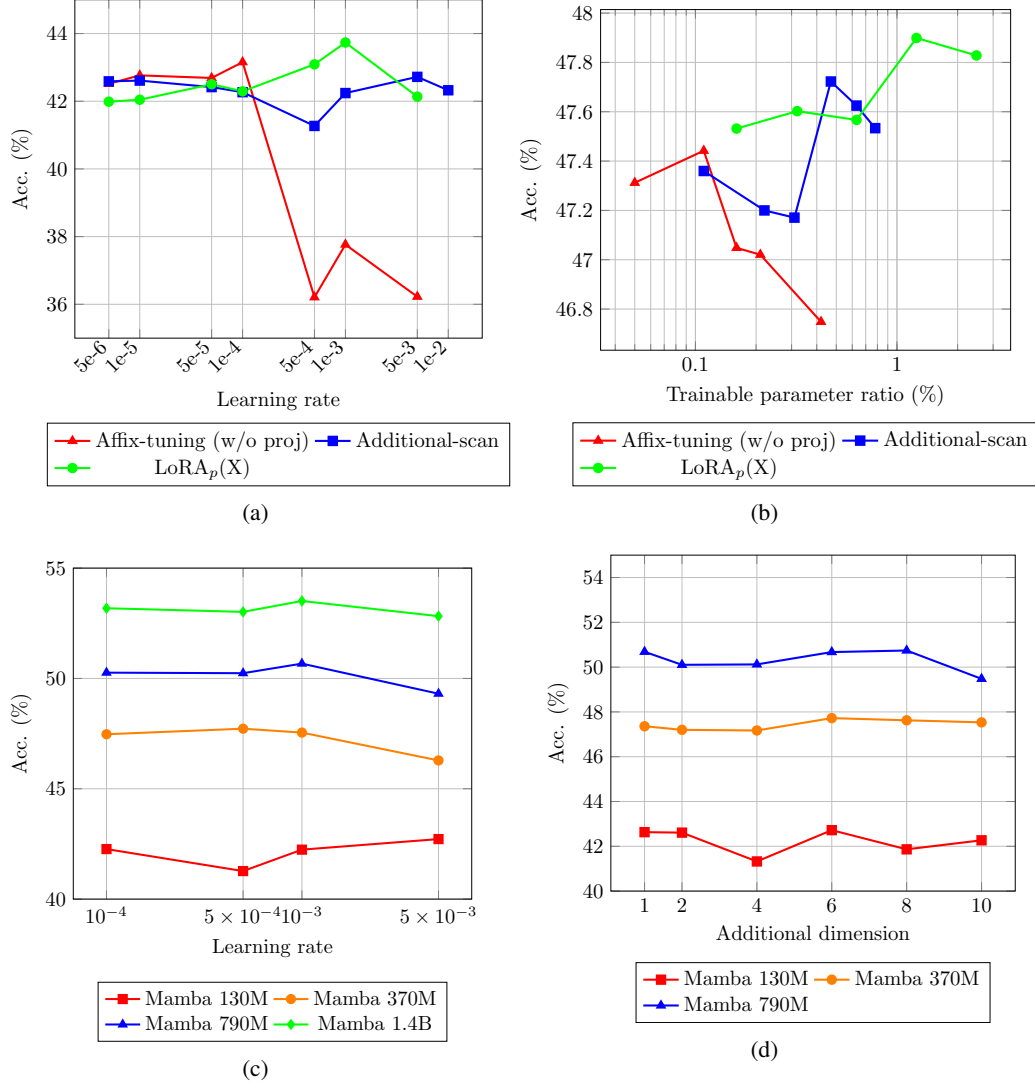 44
42
40
38
36
Acc. (%)
5e-6
1e-5
5e-5
1e-4
5e-4
1e-3
5e-3
1e-2
Learning rate
Affix-tuning (w/o proj) Additional-scan
LoRAₚ(X)
(a)
48
47.8
47.6
47.4
47.2
47
46.8
Acc. (%)
0.1 1
Trainable parameter ratio (%)
Affix-tuning (w/o proj) Additional-scan
LoRAₚ(X)
(b)
55
50
45
40
Acc. (%)
10⁻⁴ 5 × 10⁻⁴ 10⁻³ 5 × 10⁻³
Learning rate
Mamba 130M Mamba 370M
Mamba 790M Mamba 1.4B
(c)
54
52
50
48
46
44
42
40
Acc. (%)
1 2 4 6 8 10
Additional dimension
Mamba 130M Mamba 370M
Mamba 790M
(d)